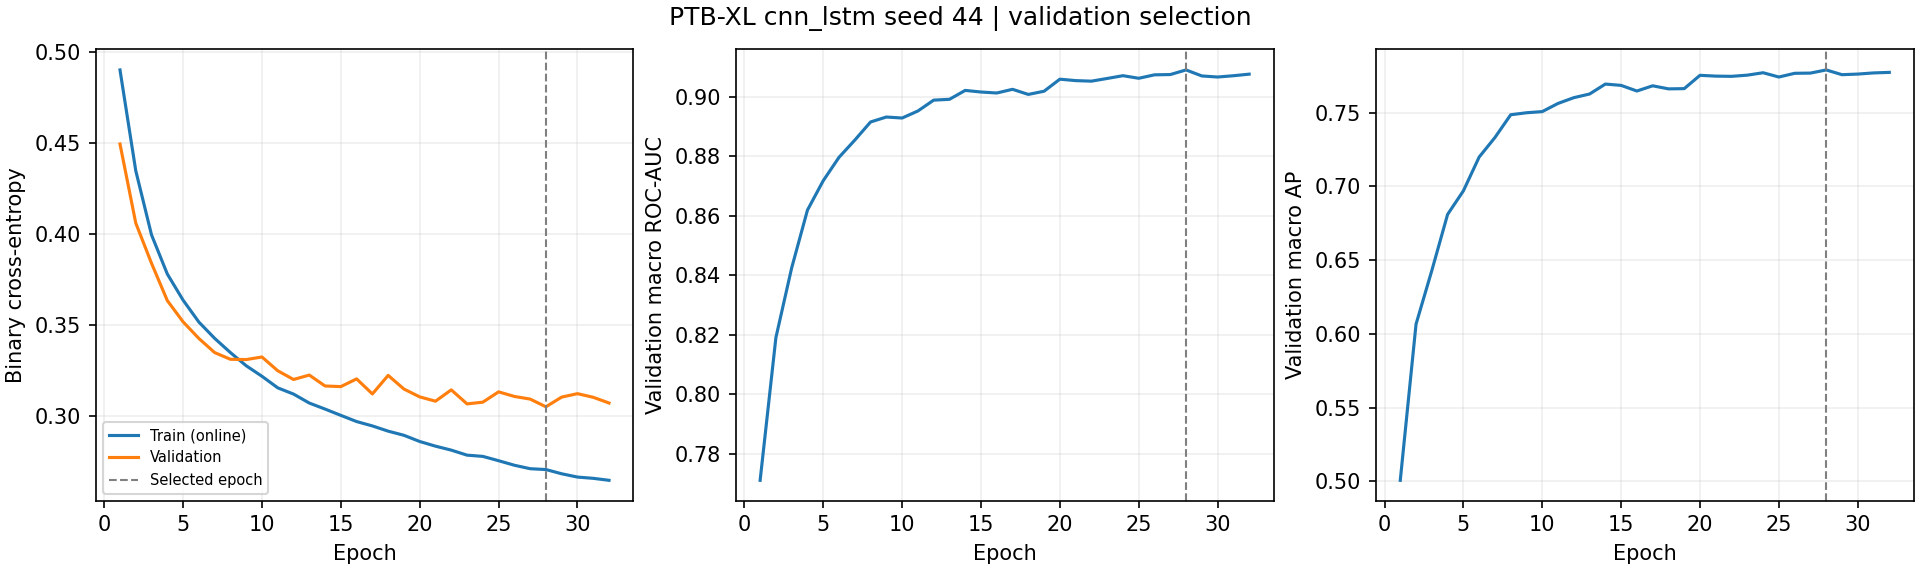 PTB-XL cnn_lstm seed 44 | validation selection
Binary cross-entropy
0.50
0.45
0.40
0.35
0.30
Train (online)
Validation
Selected epoch
0 5 10 15 20 25 30
Epoch
Validation macro ROC-AUC
0.90
0.88
0.86
0.84
0.82
0.80
0.78
0 5 10 15 20 25 30
Epoch
Validation macro AP
0.75
0.70
0.65
0.60
0.55
0.50
0 5 10 15 20 25 30
Epoch